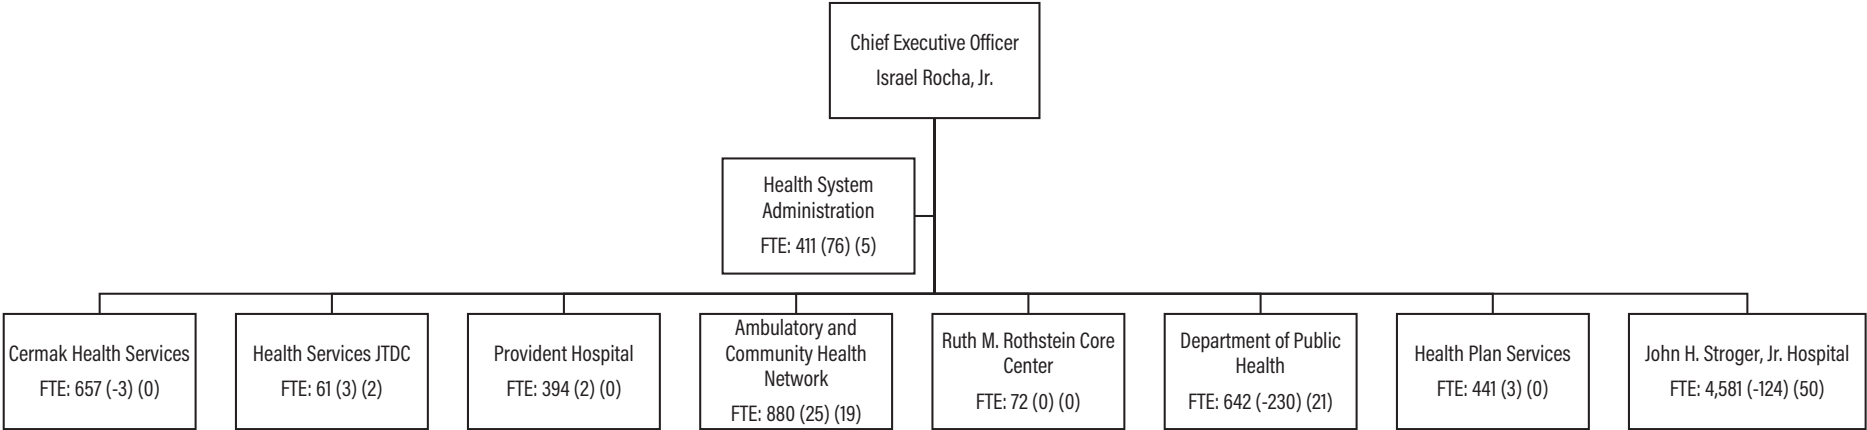 Chief Executive Officer
Israel Rocha, Jr.
Health System
Administration
FTE: 411 (76) (5)
Cermak Health Services
FTE: 657 (-3) (0)
Health Services JTDC
FTE: 61 (3) (2)
Provident Hospital
FTE: 394 (2) (0)
Ambulatory and
Community Health
Network
FTE: 880 (25) (19)
Ruth M. Rothstein Core
Center
FTE: 72 (0) (0)
Department of Public
Health
FTE: 642 (-230) (21)
Health Plan Services
FTE: 441 (3) (0)
John H. Stroger, Jr. Hospital
FTE: 4,581 (-124) (50)